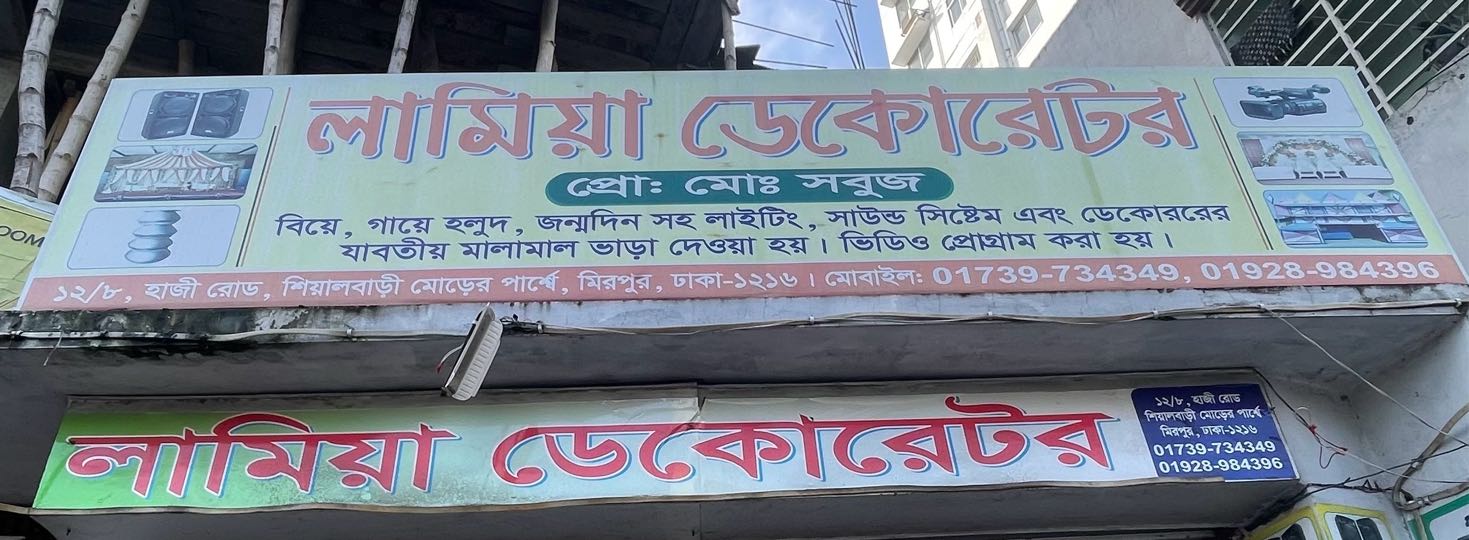 লামিয়া ডেকোরেটর
প্রো: মোঃ সবুজ
বিয়ে, গায়ে হলুদ, জন্মদিন সহ লাইটিং, সাউন্ড সিষ্টেম এবং ডেকোররের
যাবতীয় মালামাল ভাড়া দেওয়া হয়। ভিডিও প্রোগ্রাম করা হয়।
১২/৮, হাজী রোড, শিয়ালবাড়ী মোড়ের পার্শ্বে, মিরপুর, ঢাকা-১২১৬। মোবাইল: 01739-734349, 01928-984396
লামিয়া ডেকোরেটর
১২/৮, হাজী রোড
শিয়ালবাড়ী মোড়ের পার্শ্বে
মিরপুর, ঢাকা-১২১৬
01739-734349
01928-984396